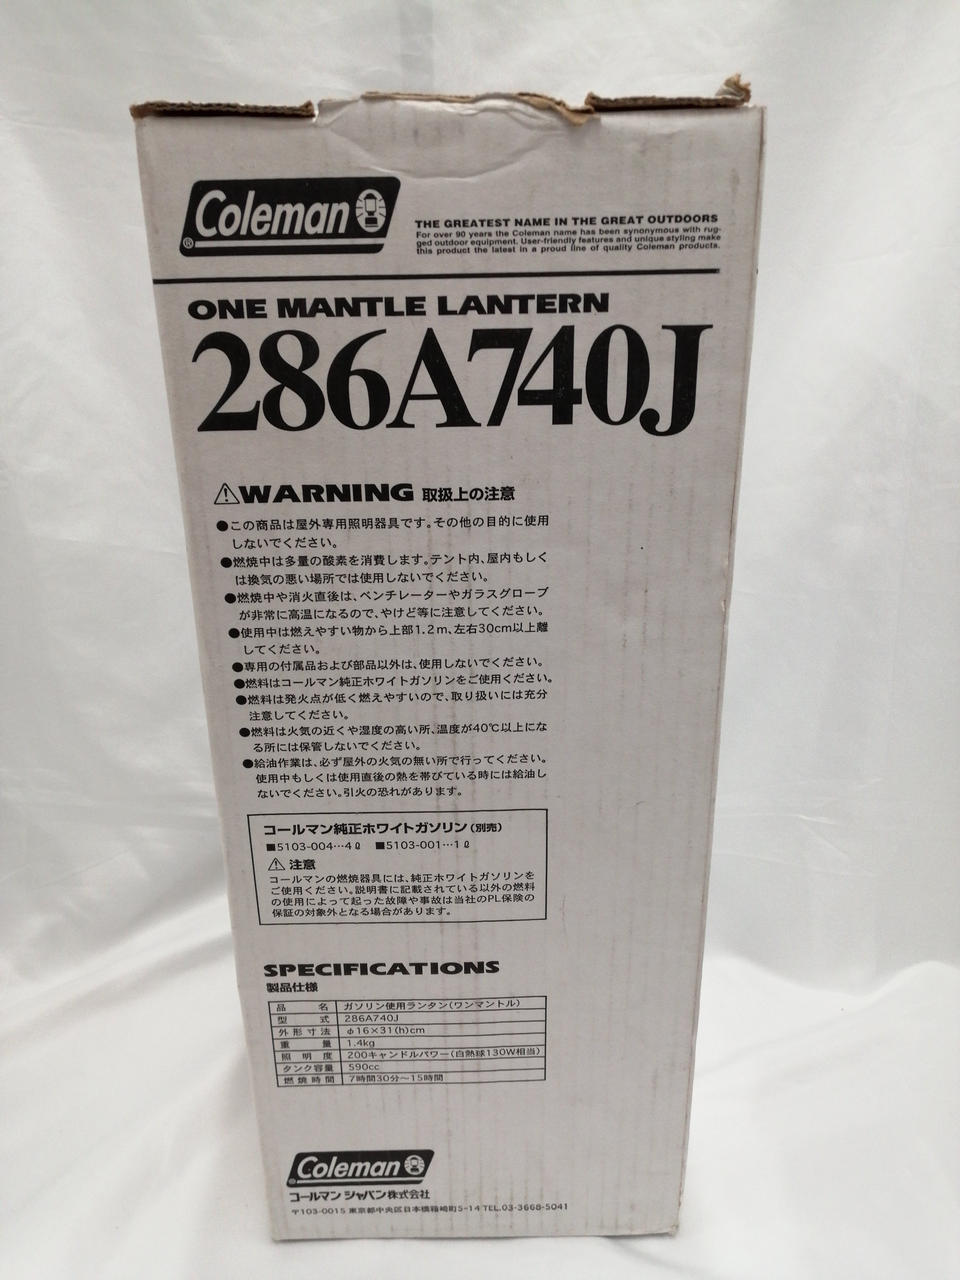 Coleman®
THE GREATEST NAME IN THE GREAT OUTDOORS
For over 90 years the Coleman name has been synonymous with rug-
ged outdoor equipment. User-friendly features and unique styling make
this product the latest in a proud line of quality Coleman products.
ONE MANTLE LANTERN
286A740J
⚠WARNING 取扱上の注意
●この商品は屋外専用照明器具です。その他の目的に使用
しないでください。
●燃焼中は多量の酸素を消費します。テント内、屋内もしく
は換気の悪い場所では使用しないでください。
●燃焼中や消火直後は、ベンチレーターやガラスグローブ
が非常に高温になるので、やけど等に注意してください。
●使用中は燃えやすい物から上部1.2m、左右30cm以上離
してください。
●専用の付属品および部品以外は、使用しないでください。
●燃料はコールマン純正ホワイトガソリンをご使用ください。
●燃料は発火点が低く燃えやすいので、取り扱いには充分
注意してください。
●燃料は火気の近くや湿度の高い所、温度が40℃以上にな
る所には保管しないでください。
●給油作業は、必ず屋外の火気の無い所で行ってください。
使用中もしくは使用直後の熱を帯びている時には給油し
ないでください。引火の恐れがあります。
コールマン純正ホワイトガソリン(別売)
■5103-004…4ℓ ■5103-001…1ℓ
⚠ 注意
コールマンの燃焼器具には、純正ホワイトガソリンを
ご使用ください。説明書に記載されている以外の燃料
の使用によって起った故障や事故は当社のPL保険の
保証の対象外となる場合があります。
SPECIFICATIONS
製品仕様
品名 ガソリン使用ランタン(ワンマントル)
型式 286A740J
外形寸法 φ16×31(h)cm
重量 1.4kg
照明度 200キャンドルパワー(白熱球130W相当)
タンク容量 590cc
燃焼時間 7時間30分〜15時間
Coleman®
コールマン ジャパン株式会社
〒103-0015 東京都中央区日本橋箱崎町5-14 TEL.03-3668-5041